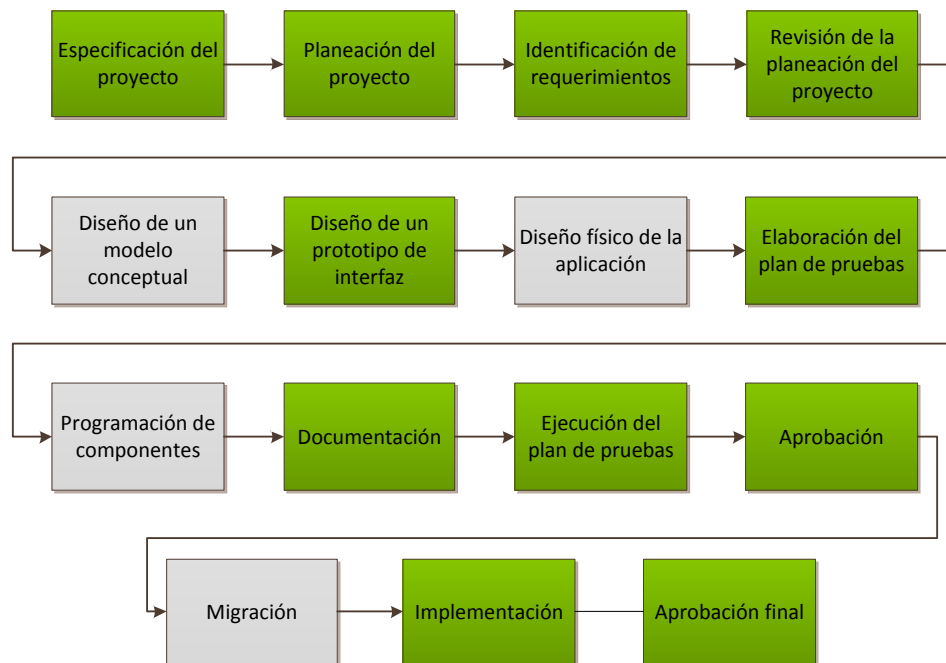 Especificación del
proyecto
Planeación del
proyecto
Identificación de
requerimientos
Revisión de la
planeación del
proyecto
Diseño de un
modelo
conceptual
Diseño de un
prototipo de
interfaz
Diseño físico de la
aplicación
Elaboración del
plan de pruebas
Programación de
componentes
Documentación
Ejecución del
plan de pruebas
Aprobación
Migración
Implementación
Aprobación final